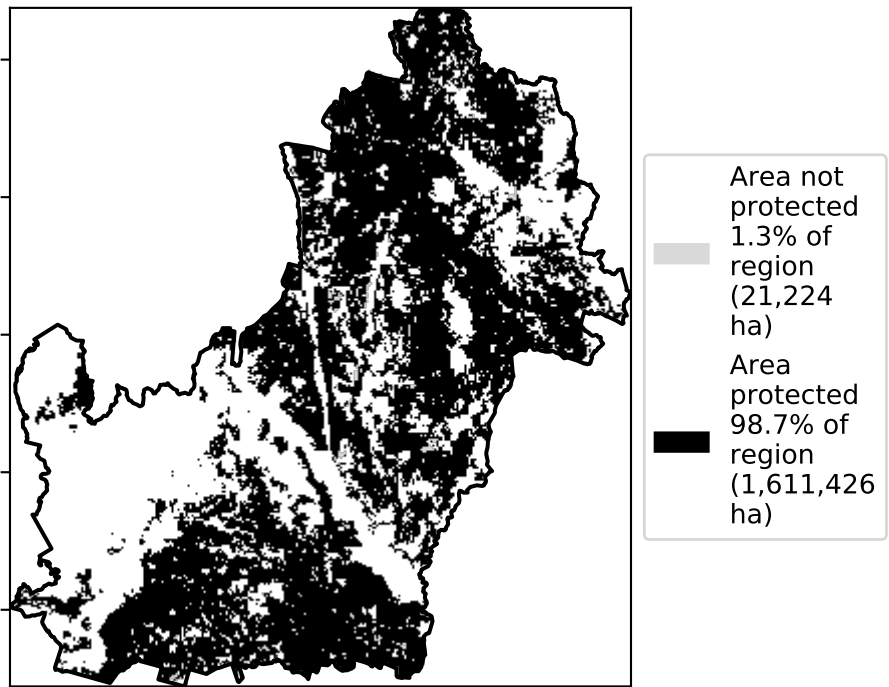 Area not
protected
1.3% of
region
(21,224
ha)
Area
protected
98.7% of
region
(1,611,426
ha)